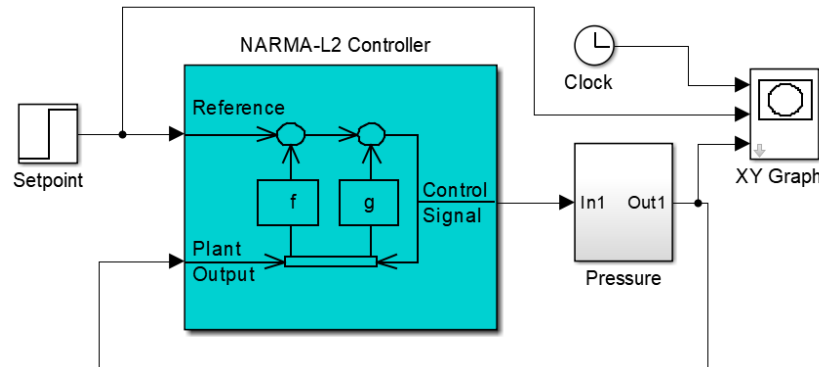 NARMA-L2 Controller
Clock
Reference
Setpoint
XY Graph
f
g
Control
Signal
In1
Out1
Plant
Output
Pressure